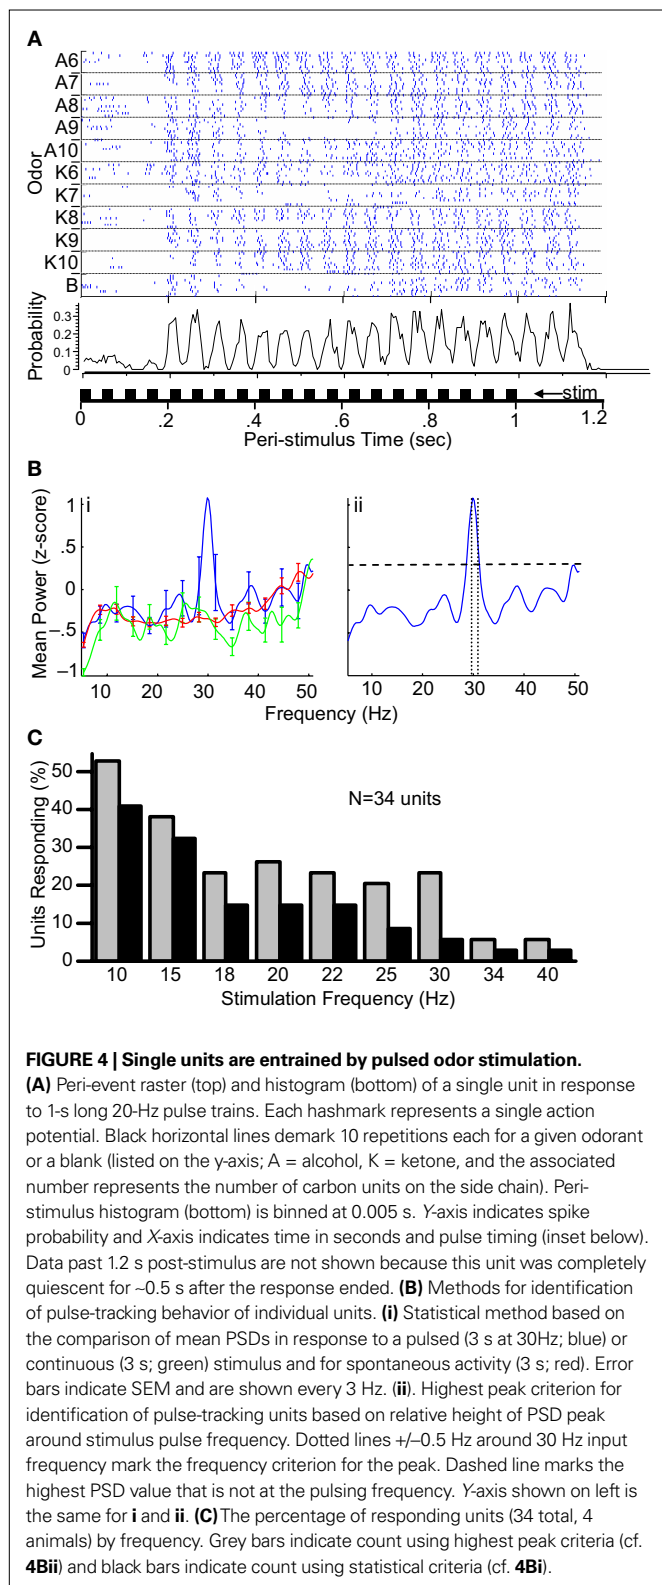 A
A6
A7
A8
A9
A10
K6
K7
K8
K9
K10
B
Odor
0.3
0.2
0.1
0
Probability
stim
0 .2 .4 .6 .8 1.0 1.2
Peri-stimulus Time (sec)
B
i
ii
1
.5
0
–.5
–1
Mean Power (z-score)
10 20 30 40 50
10 20 30 40 50
Frequency (Hz)
C
50
40
30
20
10
0
Units Responding (%)
N=34 units
10 15 18 20 22 25 30 34 40
Stimulation Frequency (Hz)
FIGURE 4 | Single units are entrained by pulsed odor stimulation.
(A) Peri-event raster (top) and histogram (bottom) of a single unit in response
to 1-s long 20-Hz pulse trains. Each hashmark represents a single action
potential. Black horizontal lines demark 10 repetitions each for a given odorant
or a blank (listed on the y-axis; A = alcohol, K = ketone, and the associated
number represents the number of carbon units on the side chain). Peri-
stimulus histogram (bottom) is binned at 0.005 s. Y-axis indicates spike
probability and X-axis indicates time in seconds and pulse timing (inset below).
Data past 1.2 s post-stimulus are not shown because this unit was completely
quiescent for ~0.5 s after the response ended. (B) Methods for identification
of pulse-tracking behavior of individual units. (i) Statistical method based on
the comparison of mean PSDs in response to a pulsed (3 s at 30Hz; blue) or
continuous (3 s; green) stimulus and for spontaneous activity (3 s; red). Error
bars indicate SEM and are shown every 3 Hz. (ii). Highest peak criterion for
identification of pulse-tracking units based on relative height of PSD peak
around stimulus pulse frequency. Dotted lines +/–0.5 Hz around 30 Hz input
frequency mark the frequency criterion for the peak. Dashed line marks the
highest PSD value that is not at the pulsing frequency. Y-axis shown on left is
the same for i and ii. (C) The percentage of responding units (34 total, 4
animals) by frequency. Grey bars indicate count using highest peak criteria (cf.
4Bii) and black bars indicate count using statistical criteria (cf. 4Bi).